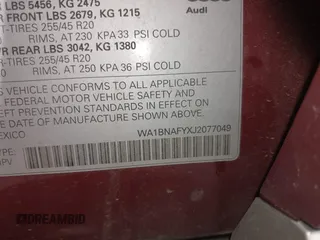 LBS 5456, KG 2475
FRONT LBS 2679, KG 1215
-TIRES 255/45 R20
RIMS, AT 230 KPA 33 PSI COLD
REAR LBS 3042, KG 1380
-TIRES 255/45 R20
RIMS, AT 250 KPA 36 PSI COLD
Audi
S VEHICLE CONFORMS TO ALL APPLICABLE
FEDERAL MOTOR VEHICLE SAFETY AND
EFT PREVENTION STANDARDS IN EFFECT ON
DATE OF MANUFACTURE SHOWN ABOVE.
EXICO
WA1BNAFYXJ2077049
YPE:
MPV
DREAMBID